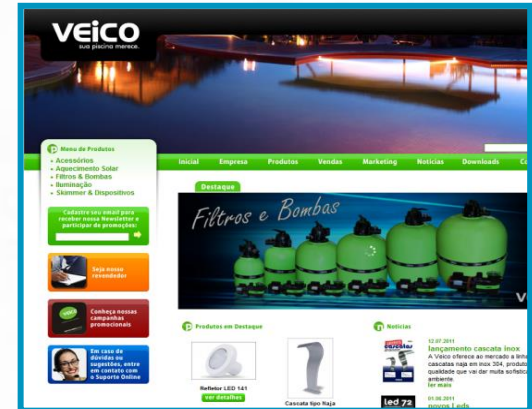 veico
sua piscina merece.
Menu de Produtos
Acessórios
Aquecimento Solar
Filtros & Bombas
Iluminação
Skimmer & Dispositivos
Inicial Empresa Produtos Vendas Marketing Notícias Downloads
Cadastre seu email para
receber nossa Newsletter e
participar de promoções:
Seja nosso
revendedor
Conheça nossas
campanhas
promocionais
Em caso de
dúvidas ou
sugestões, entre
em contato com
o Suporte Online
Destaque
Filtros e Bombas
Produtos em Destaque
Refletor LED 141
ver detalhes
Cascata tipo Naja
Notícias
12.07.2011
lançamento cascata inox
A Veico oferece ao mercado a linha
cascatas naja em inox 304, produto
qualidade que vai dar muita sofistica
ambiente.
ler mais
01.06.2011
novos Leds
cascatas
led 72